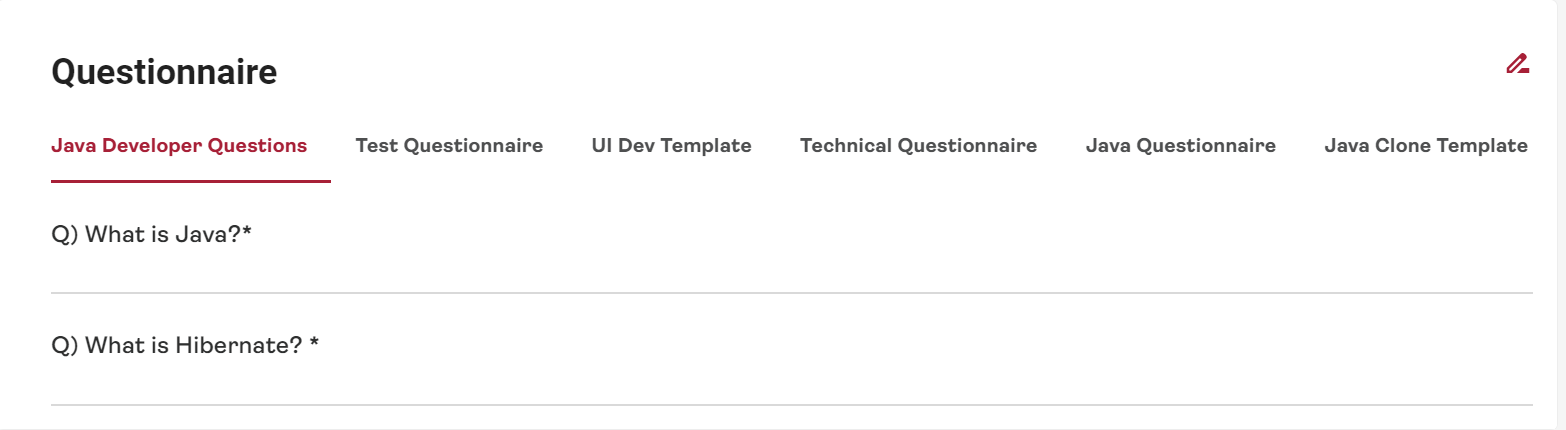 Questionnaire
Java Developer Questions Test Questionnaire UI Dev Template Technical Questionnaire Java Questionnaire Java Clone Template
Q) What is Java?*
Q) What is Hibernate? *